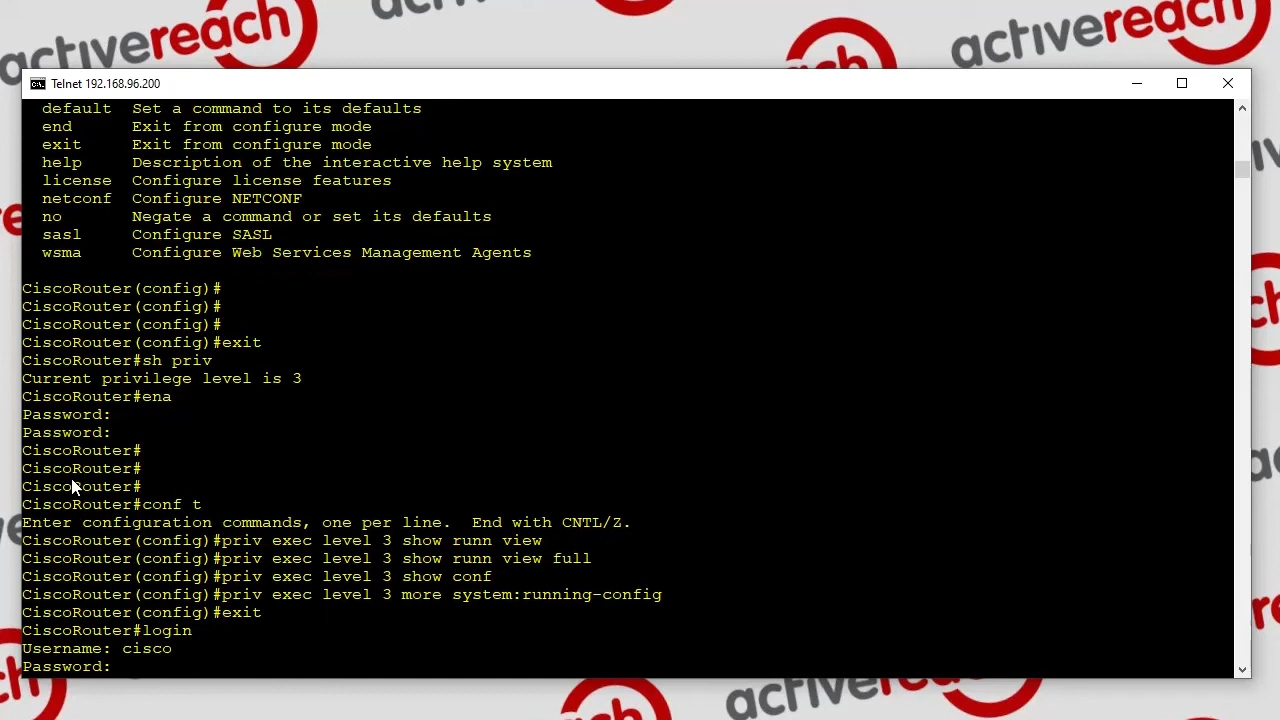 activereach
activereach
ach
Telnet 192.168.96.200
default Set a command to its defaults
end Exit from configure mode
exit Exit from configure mode
help Description of the interactive help system
license Configure license features
netconf Configure NETCONF
no Negate a command or set its defaults
sasl Configure SASL
wsma Configure Web Services Management Agents
CiscoRouter(config)#
CiscoRouter(config)#
CiscoRouter(config)#
CiscoRouter(config)#exit
CiscoRouter#sh priv
Current privilege level is 3
CiscoRouter#ena
Password:
Password:
CiscoRouter#
CiscoRouter#
CiscoRouter#
CiscoRouter#conf t
Enter configuration commands, one per line. End with CNTL/Z.
CiscoRouter(config)#priv exec level 3 show runn view
CiscoRouter(config)#priv exec level 3 show runn view full
CiscoRouter(config)#priv exec level 3 show conf
CiscoRouter(config)#priv exec level 3 more system:running-config
CiscoRouter(config)#exit
CiscoRouter#login
Username: cisco
Password:
activereach